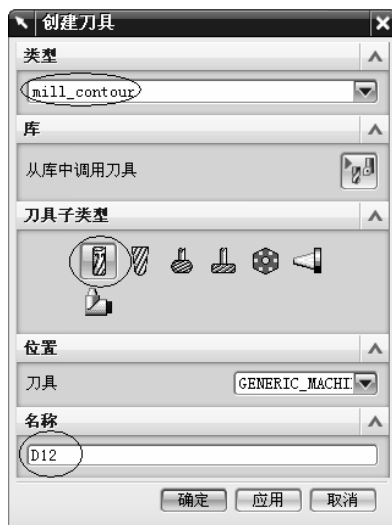 创建刀具
类型
mill_contour
库
从库中调用刀具
刀具子类型
位置
刀具
GENERIC_MACHI
名称
D12
确定
应用
取消